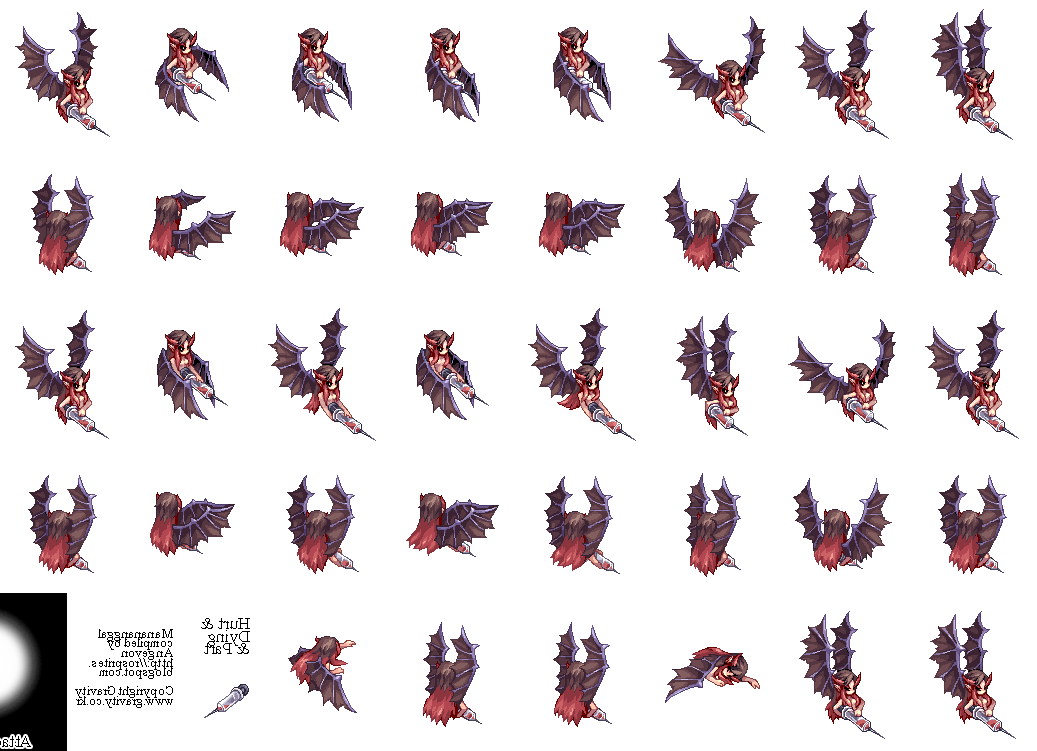 Hurt &
Dying
& Part
Manananggal
compiled by
Angevon
http://rosprites.
blogspot.com
Copyright Gravity
www.gravity.co.kr